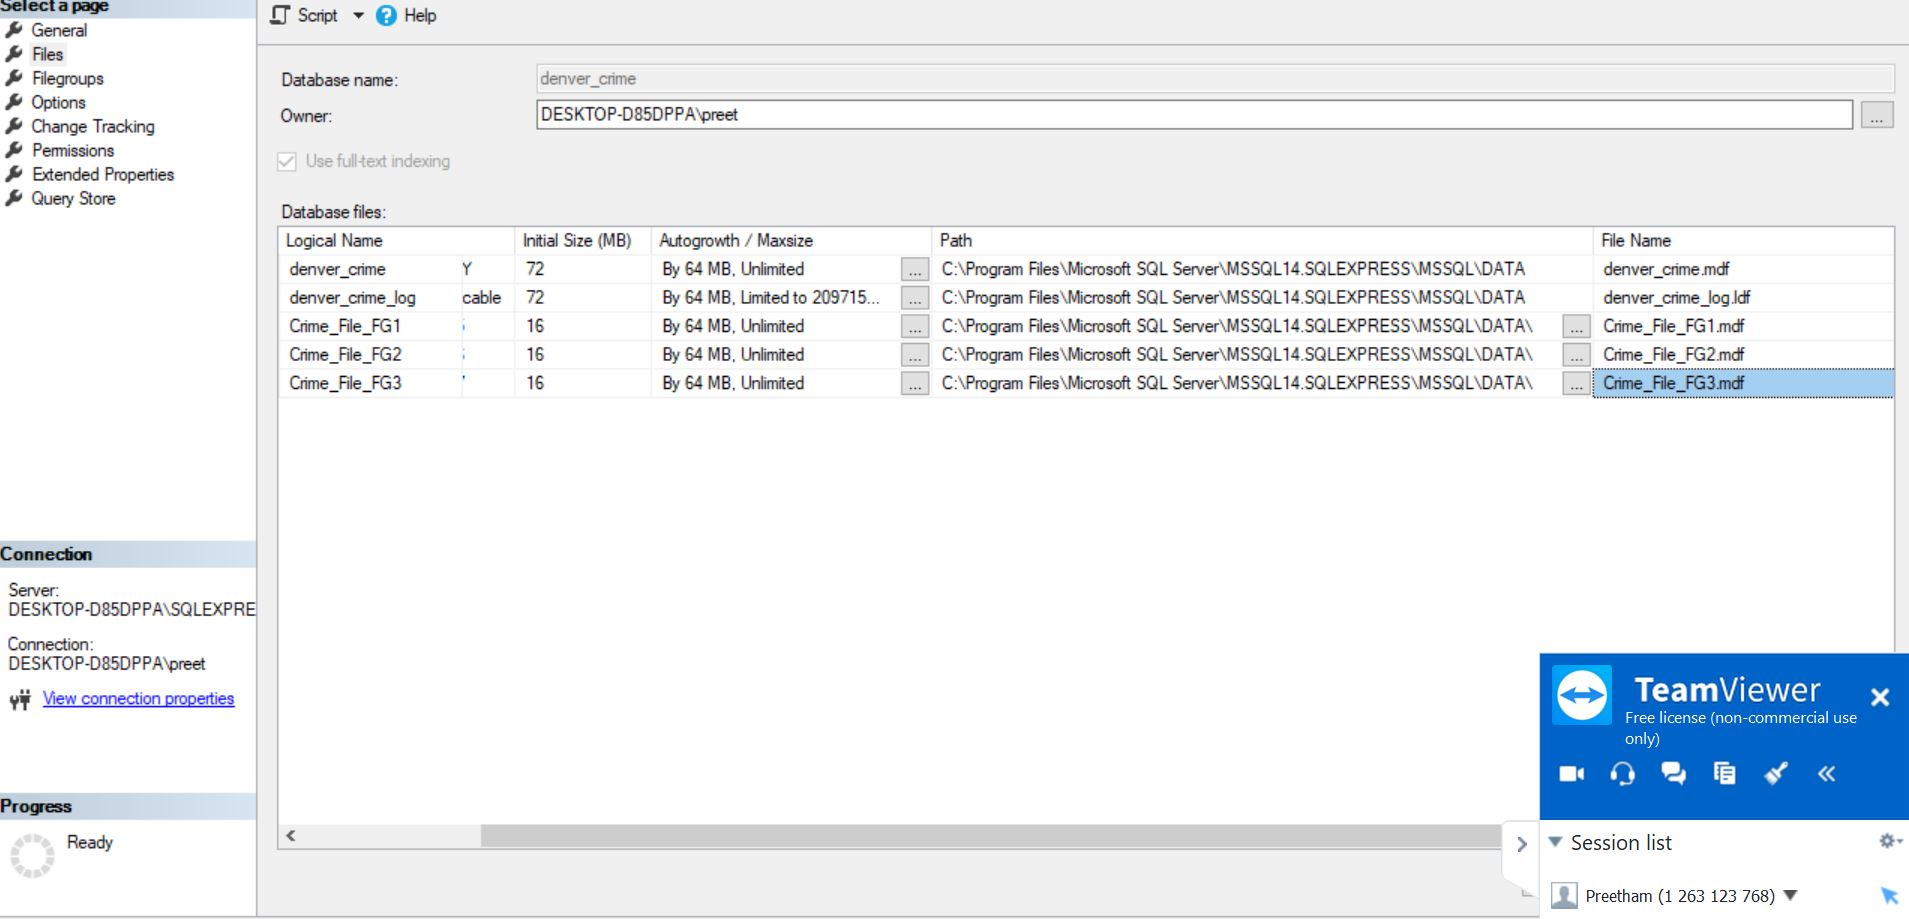 Select a page
General
Files
Filegroups
Options
Change Tracking
Permissions
Extended Properties
Query Store
Connection
Server:
DESKTOP-D85DPPA\SQLEXPRE
Connection:
DESKTOP-D85DPPA\preet
View connection properties
Progress
Ready
Script Help
Database name: denver_crime
Owner: DESKTOP-D85DPPA\preet ...
Use full-text indexing
Database files:
Logical Name Initial Size (MB) Autogrowth / Maxsize Path File Name
denver_crime Y 72 By 64 MB, Unlimited ... C:\Program Files\Microsoft SQL Server\MSSQL14.SQLEXPRESS\MSSQL\DATA denver_crime.mdf
denver_crime_log cable 72 By 64 MB, Limited to 209715... ... C:\Program Files\Microsoft SQL Server\MSSQL14.SQLEXPRESS\MSSQL\DATA denver_crime_log.ldf
Crime_File_FG1 16 By 64 MB, Unlimited ... C:\Program Files\Microsoft SQL Server\MSSQL14.SQLEXPRESS\MSSQL\DATA\ ... Crime_File_FG1.mdf
Crime_File_FG2 16 By 64 MB, Unlimited ... C:\Program Files\Microsoft SQL Server\MSSQL14.SQLEXPRESS\MSSQL\DATA\ ... Crime_File_FG2.mdf
Crime_File_FG3 16 By 64 MB, Unlimited ... C:\Program Files\Microsoft SQL Server\MSSQL14.SQLEXPRESS\MSSQL\DATA\ ... Crime_File_FG3.mdf
TeamViewer
Free license (non-commercial use
only)
Session list
Preetham (1 263 123 768)